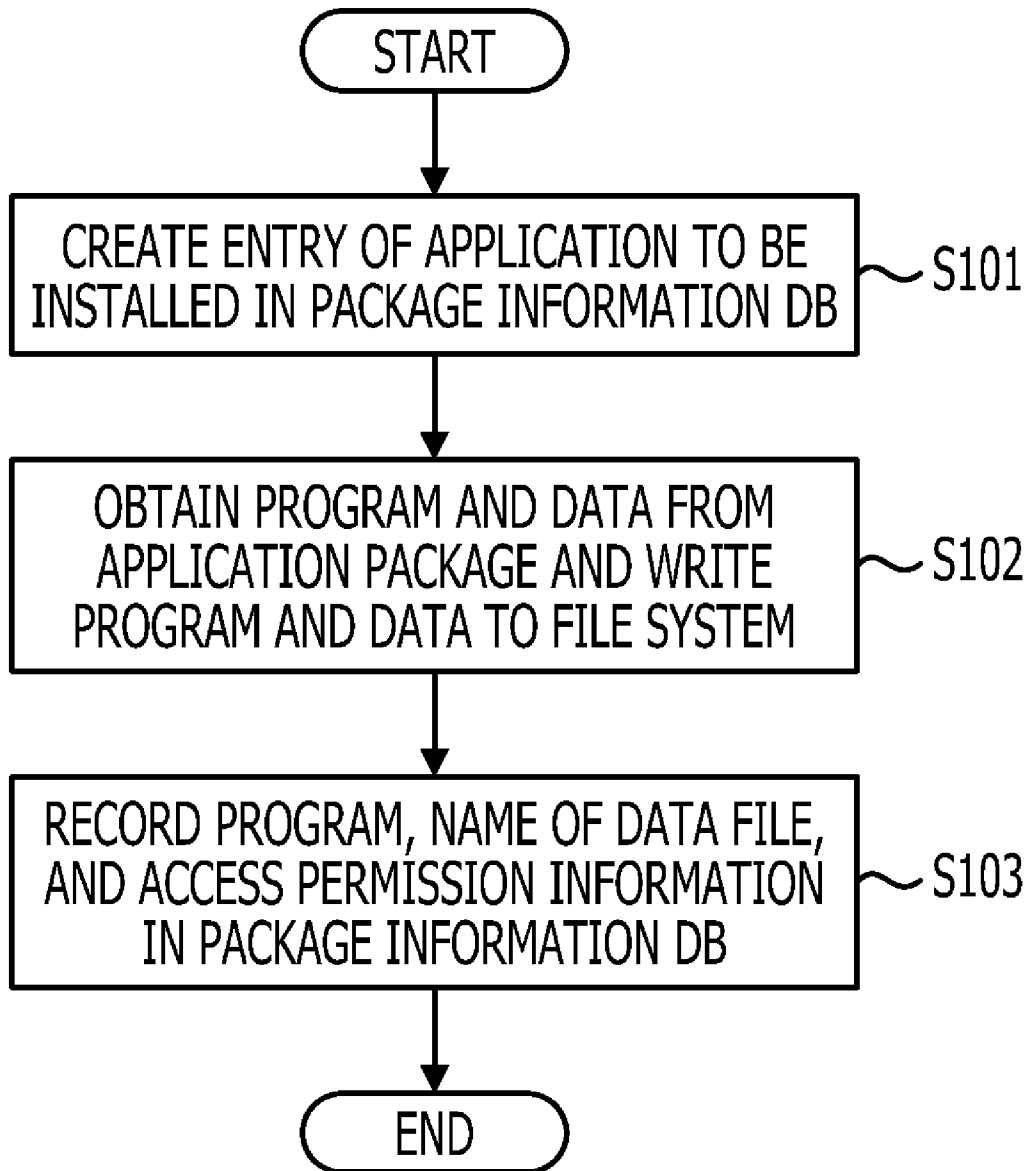 START
CREATE ENTRY OF APPLICATION TO BE
INSTALLED IN PACKAGE INFORMATION DB
S101
OBTAIN PROGRAM AND DATA FROM
APPLICATION PACKAGE AND WRITE
PROGRAM AND DATA TO FILE SYSTEM
S102
RECORD PROGRAM, NAME OF DATA FILE,
AND ACCESS PERMISSION INFORMATION
IN PACKAGE INFORMATION DB
S103
END